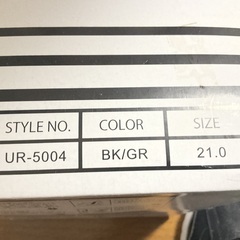 STYLE NO. COLOR SIZE
UR-5004 BK/GR 21.0